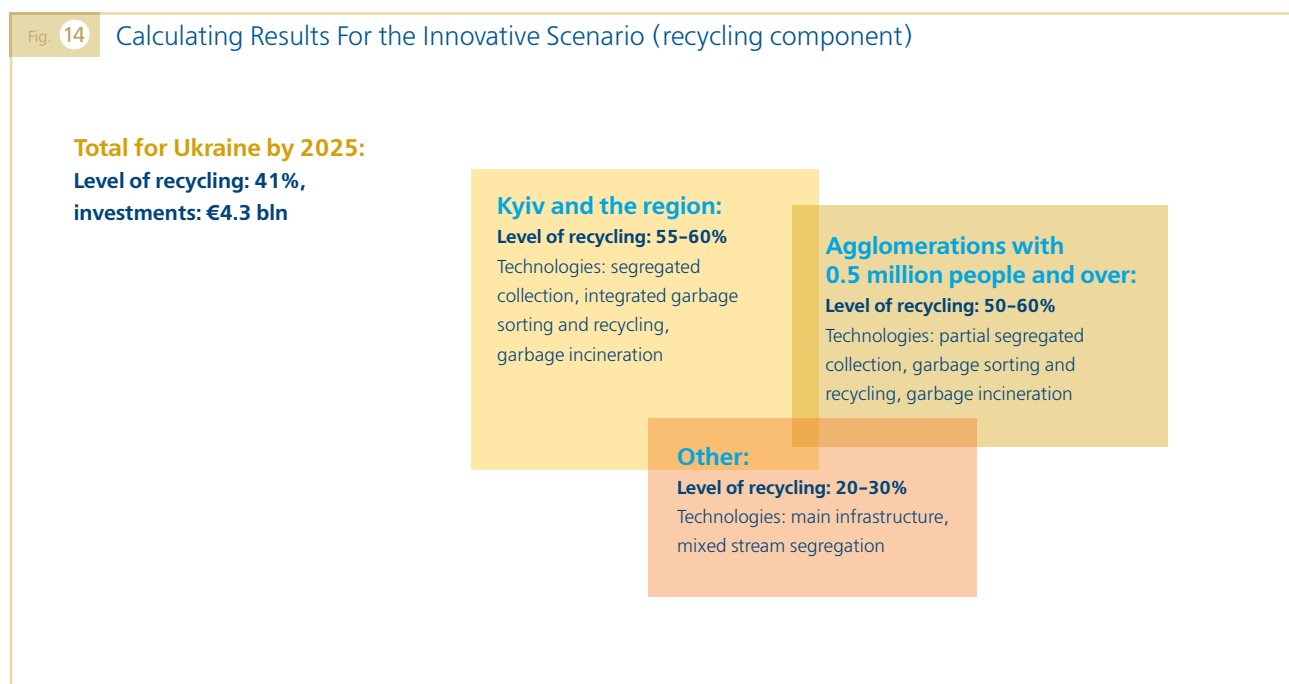 Fig. 14 Calculating Results For the Innovative Scenario (recycling component)
Total for Ukraine by 2025:
Level of recycling: 41%,
investments: €4.3 bln
Kyiv and the region:
Level of recycling: 55–60%
Technologies: segregated
collection, integrated garbage
sorting and recycling,
garbage incineration
Agglomerations with
0.5 million people and over:
Level of recycling: 50–60%
Technologies: partial segregated
collection, garbage sorting and
recycling, garbage incineration
Other:
Level of recycling: 20–30%
Technologies: main infrastructure,
mixed stream segregation